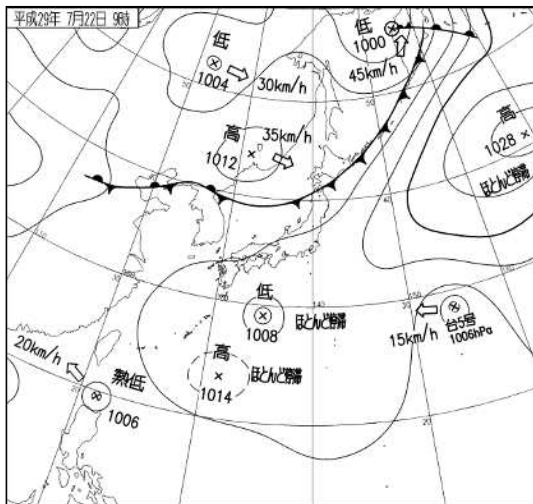 平成29年 7月22日 9時
低
1004
30km/h
低
1000
45km/h
高
1012
35km/h
高
1028
ほとんど停滞
低
1008
ほとんど停滞
高
1014
ほとんど停滞
台5号
1006hPa
15km/h
20km/h
熱低
1006